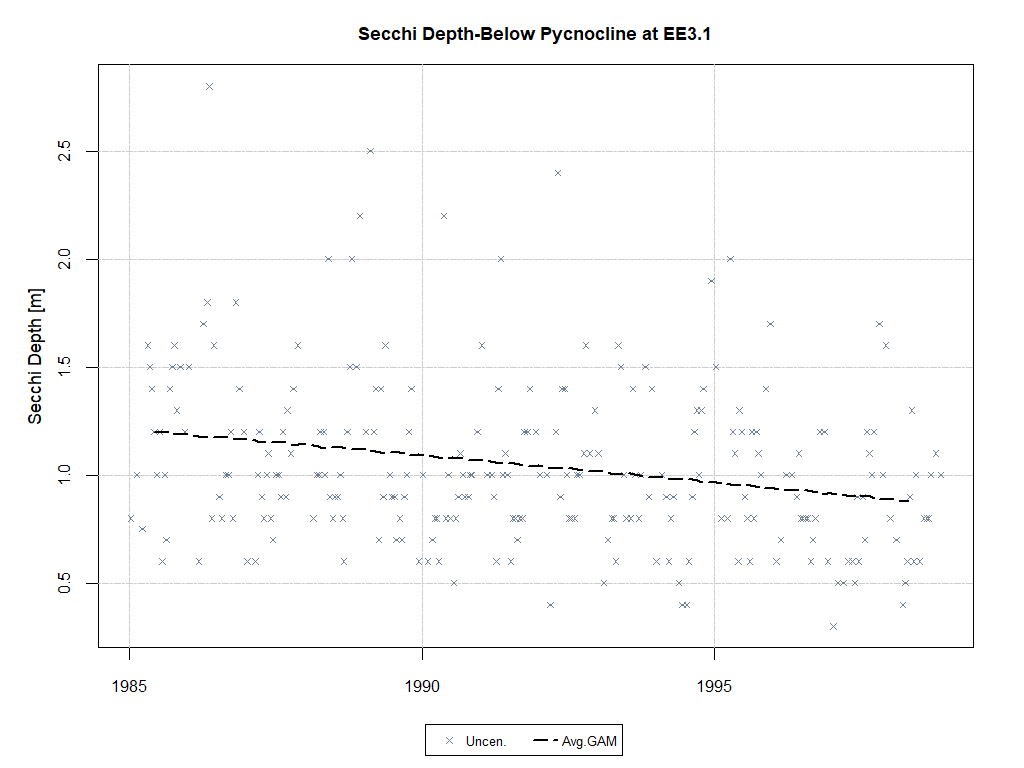 Secchi Depth-Below Pycnocline at EE3.1
Secchi Depth [m]
2.5
2.0
1.5
1.0
0.5
1985 1990 1995
Uncen. Avg.GAM